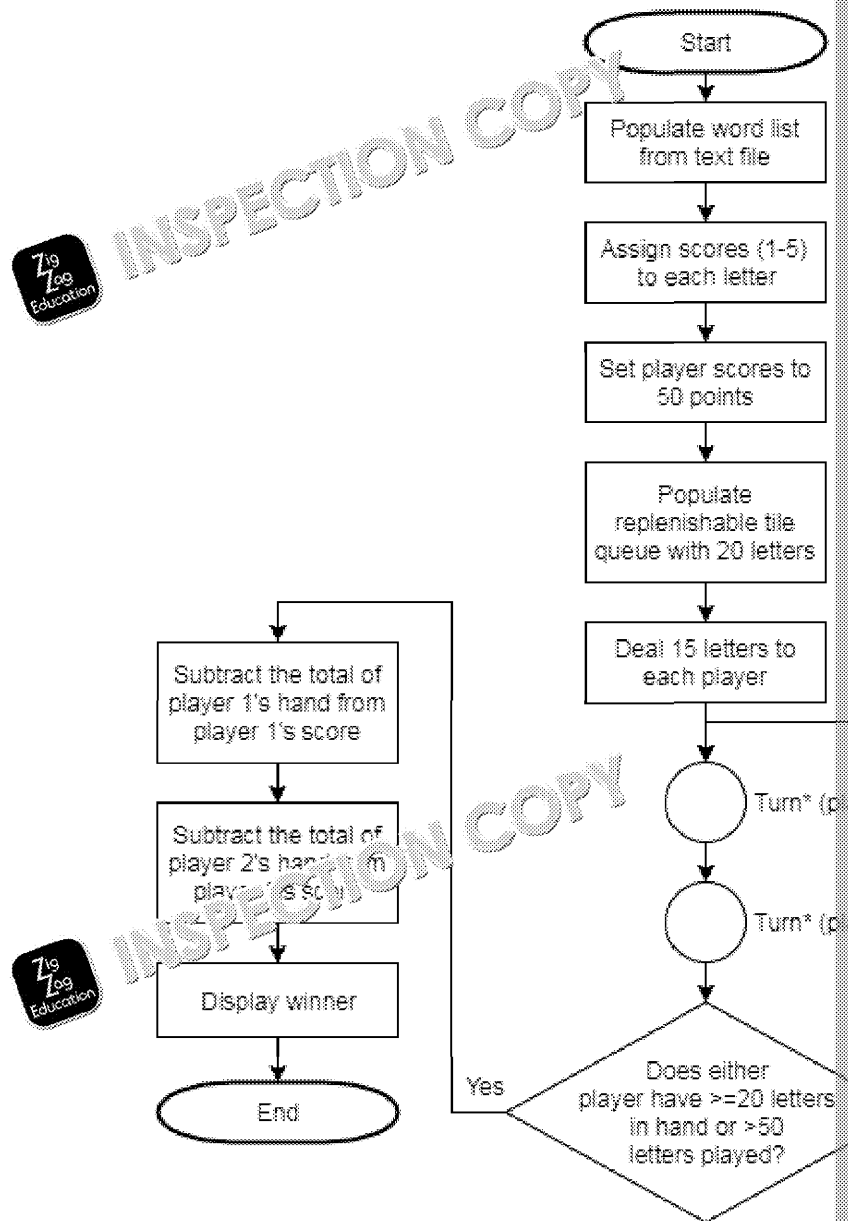 Start
INSPECTION COPY
Populate word list
from text file
Zig
Zag
Education
Assign scores (1-5)
to each letter
Set player scores to
50 points
Populate
replenishable tile
queue with 20 letters
Deal 15 letters to
each player
Turn* (pl
Turn* (pl
Does either
player have >=20 letters
in hand or >50
letters played?
Yes
Subtract the total of
player 1's hand from
player 1's score
Subtract the total of
player 2's
INSPECTION COPY
Zig
Zag
Education
Display winner
End